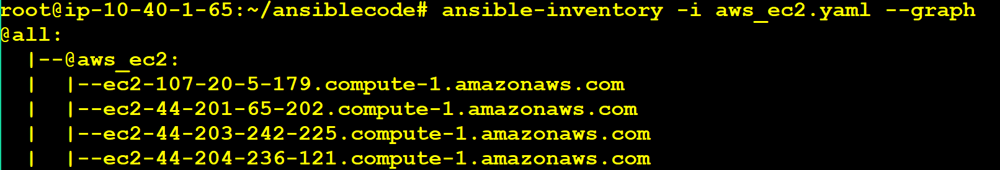 root@ip-10-40-1-65:~/ansiblecode# ansible-inventory -i aws_ec2.yaml --graph
@all:
  |--@aws_ec2:
  |  |--ec2-107-20-5-179.compute-1.amazonaws.com
  |  |--ec2-44-201-65-202.compute-1.amazonaws.com
  |  |--ec2-44-203-242-225.compute-1.amazonaws.com
  |  |--ec2-44-204-236-121.compute-1.amazonaws.com